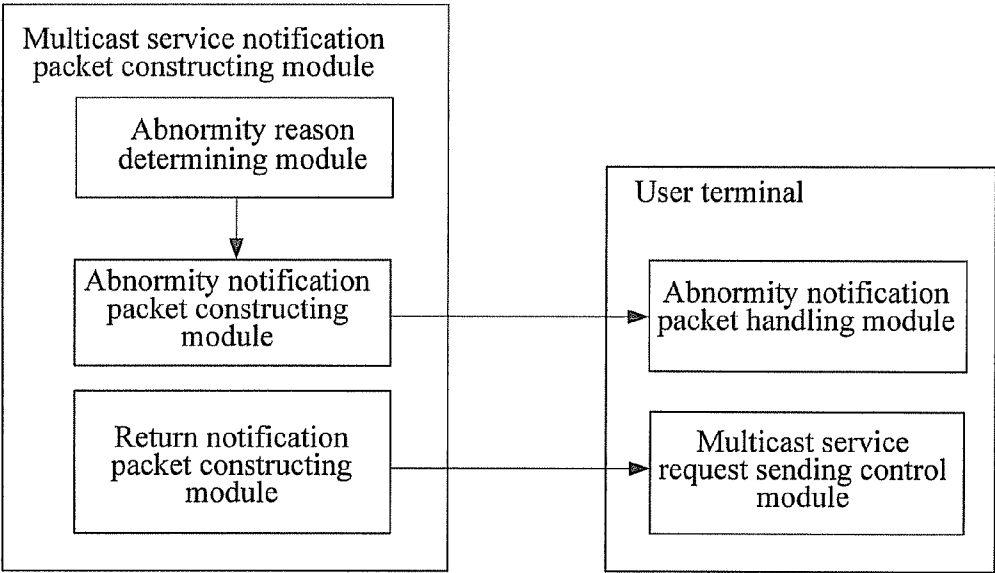 Multicast service notification
packet constructing module
Abnormity reason
determining module
Abnormity notification
packet constructing
module
Return notification
packet constructing
module
User terminal
Abnormity notification
packet handling module
Multicast service
request sending control
module